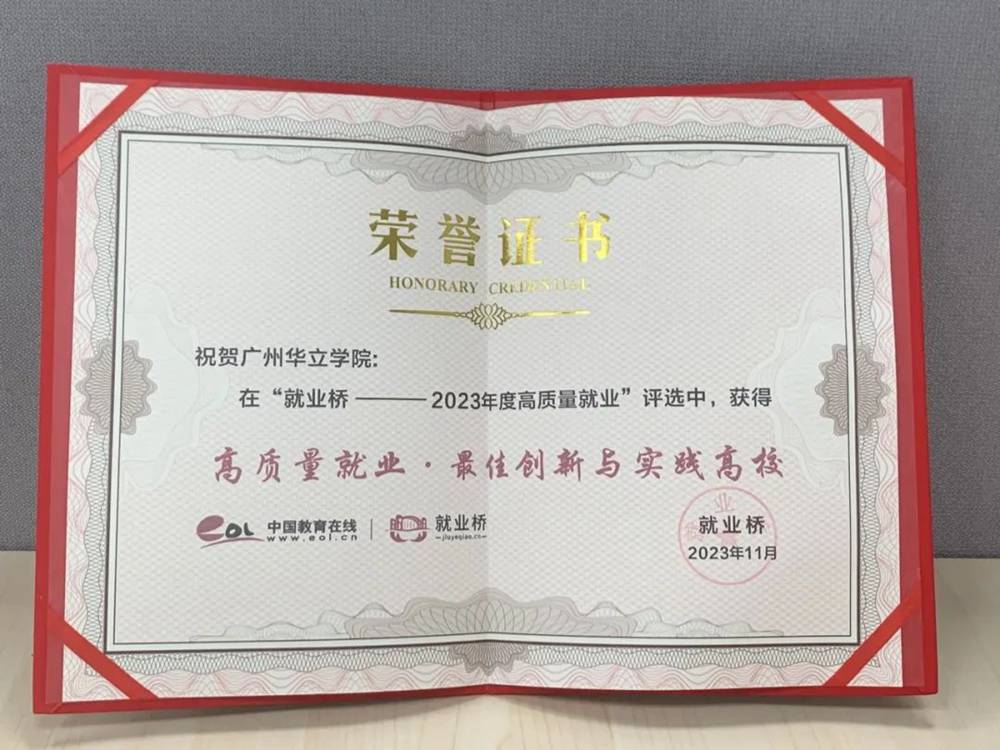 荣誉证书
HONORARY CREDENTIAL
祝贺广州华立学院:
在“就业桥———2023年度高质量就业”评选中，获得
高质量就业·最佳创新与实践高校
eOL 中国教育在线
www.eol.cn
就业桥
—jiuyeqiao.cn—
就业桥
2023年11月